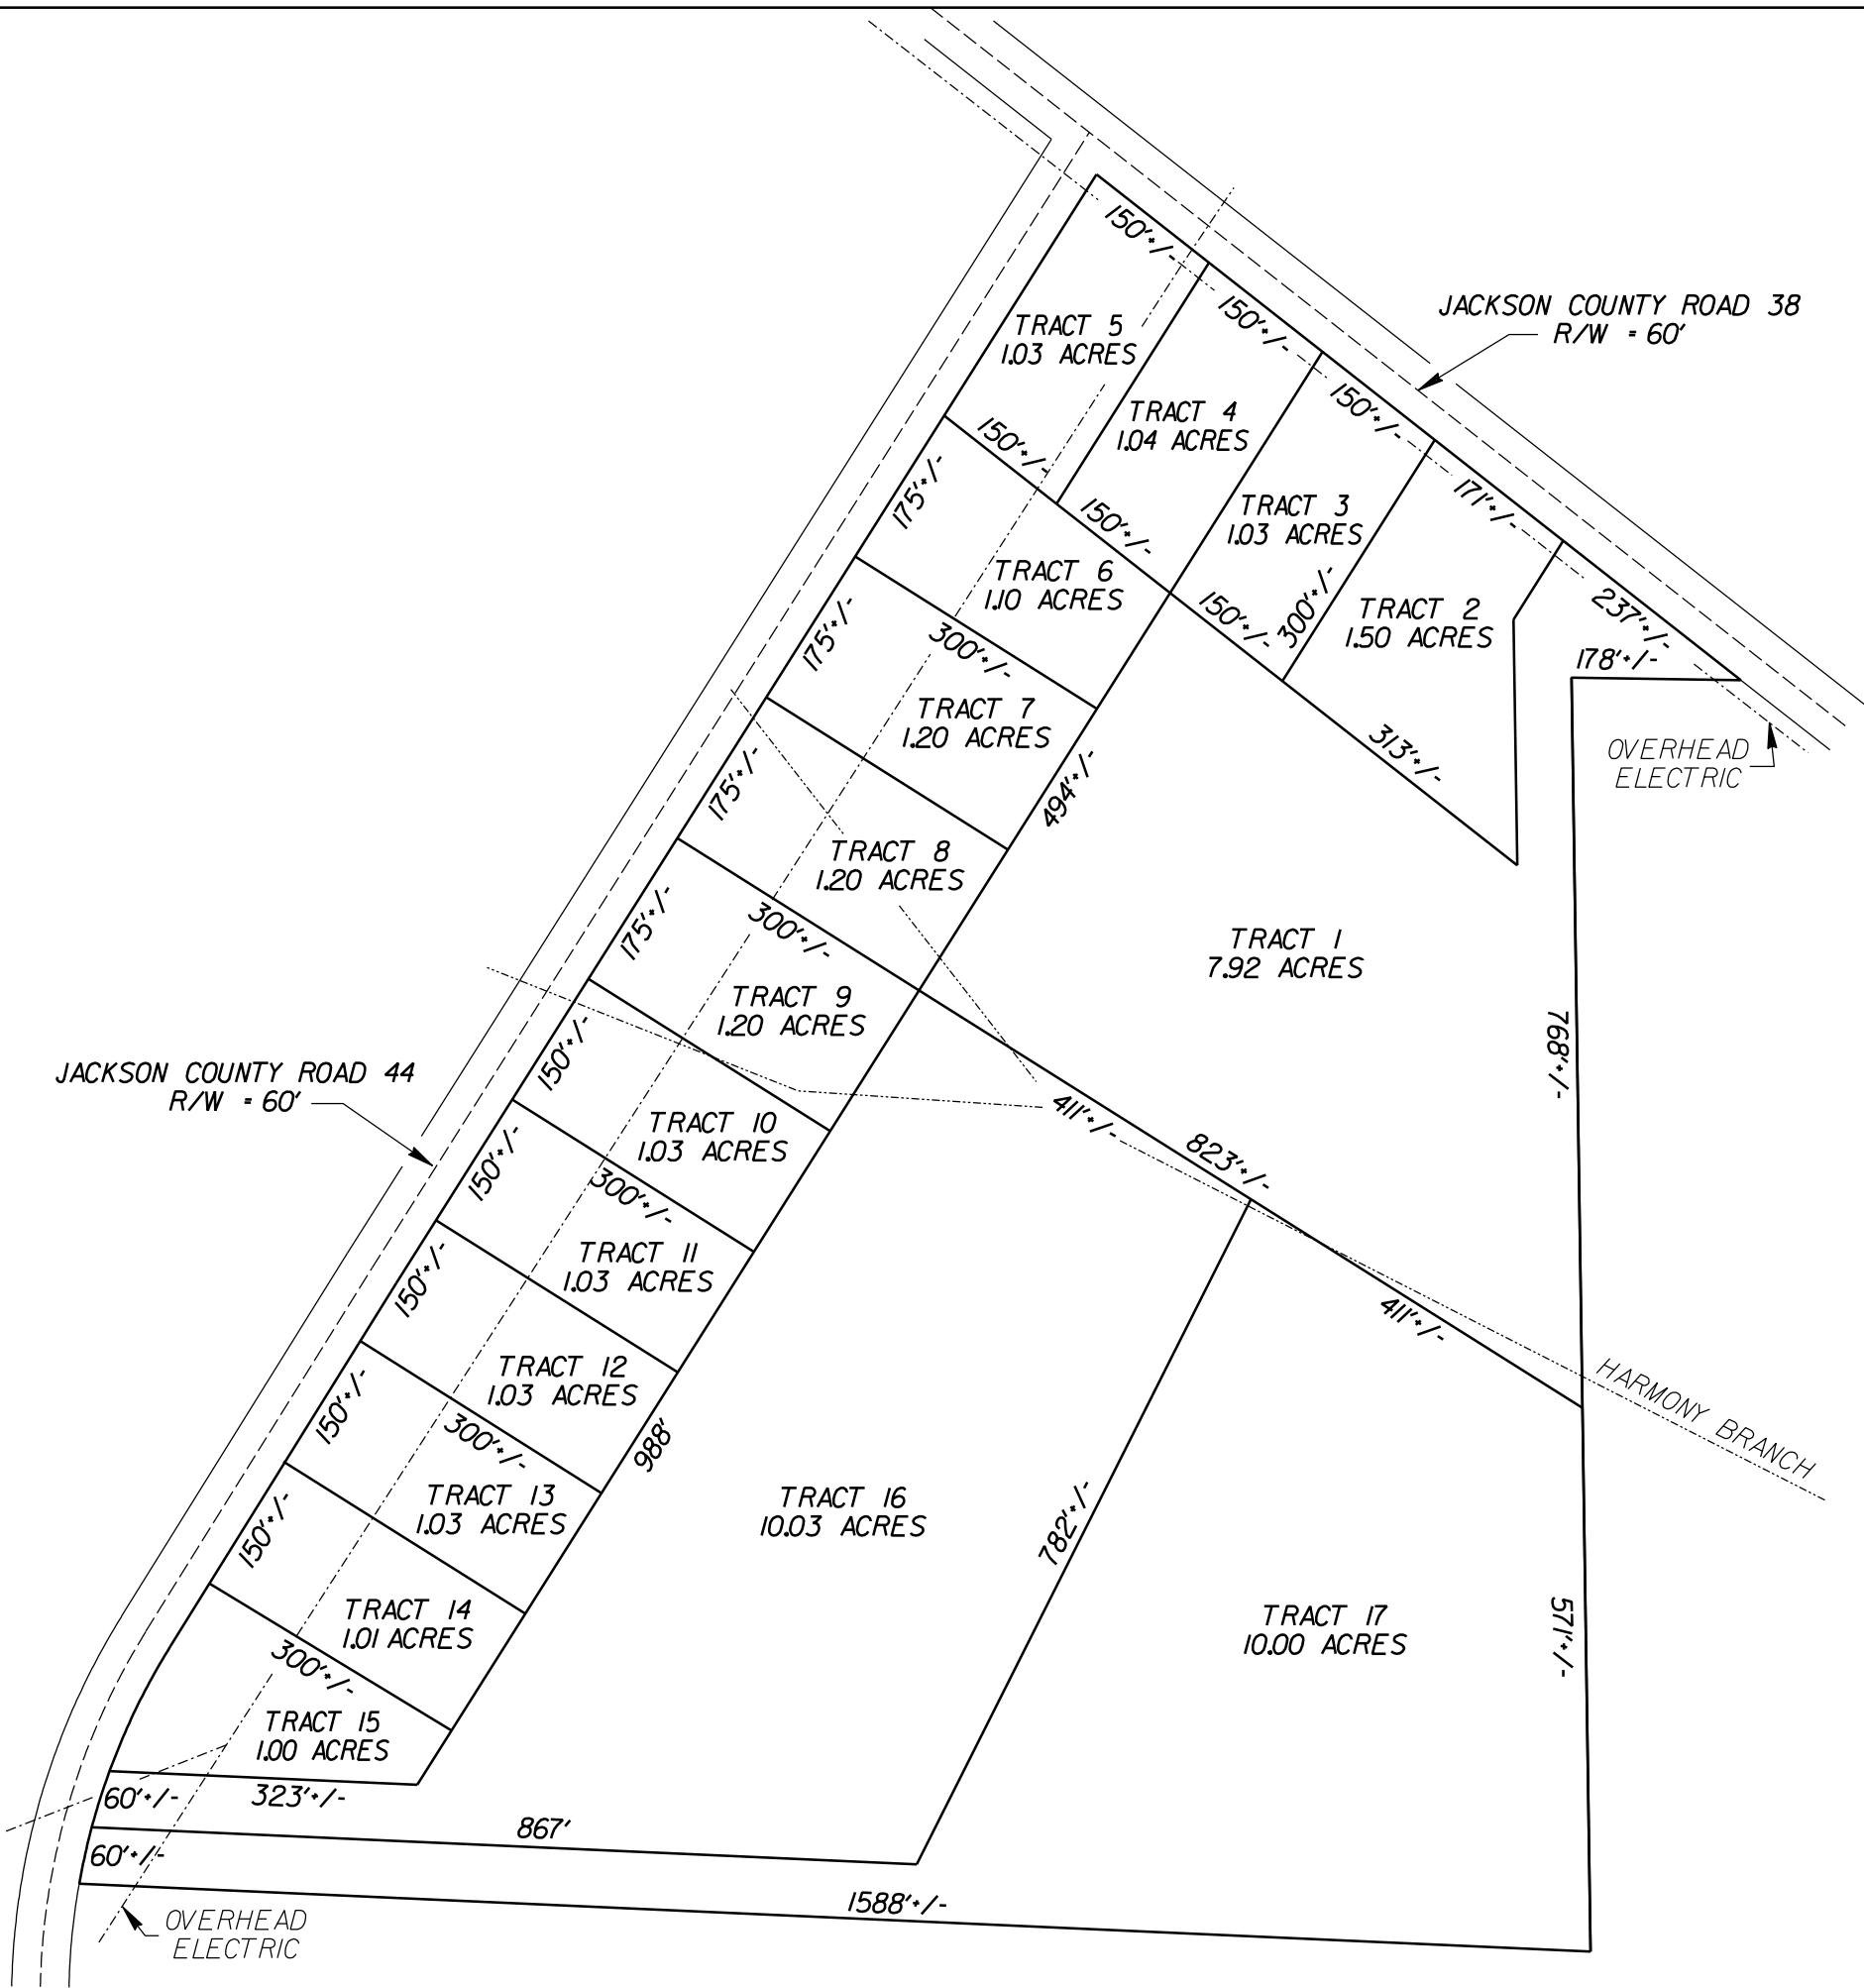 150'+/-
JACKSON COUNTY ROAD 38
R/W = 60'
150'+/-
TRACT 5
1.03 ACRES
150'+/-
TRACT 4
1.04 ACRES
150'+/-
175'+/-
171'+/-
TRACT 3
1.03 ACRES
150'+/-
TRACT 6
1.10 ACRES
150'+/-
300'+/-
TRACT 2
1.50 ACRES
237'+/-
178'+/-
175'+/-
300'+/-
TRACT 7
1.20 ACRES
OVERHEAD
ELECTRIC
313'+/-
175'+/-
494'+/-
TRACT 8
1.20 ACRES
175'+/-
300'+/-
TRACT 1
7.92 ACRES
TRACT 9
1.20 ACRES
768'+/-
150'+/-
JACKSON COUNTY ROAD 44
R/W = 60'
411'+/-
TRACT 10
1.03 ACRES
823'+/-
150'+/-
300'+/-
TRACT 11
1.03 ACRES
150'+/-
411'+/-
TRACT 12
1.03 ACRES
HARMONY BRANCH
150'+/-
300'+/-
988'
TRACT 13
1.03 ACRES
TRACT 16
10.03 ACRES
782'+/-
150'+/-
TRACT 14
1.01 ACRES
TRACT 17
10.00 ACRES
571'+/-
300'+/-
TRACT 15
1.00 ACRES
60'+/-
323'+/-
867'
60'+/-
1588'+/-
OVERHEAD
ELECTRIC